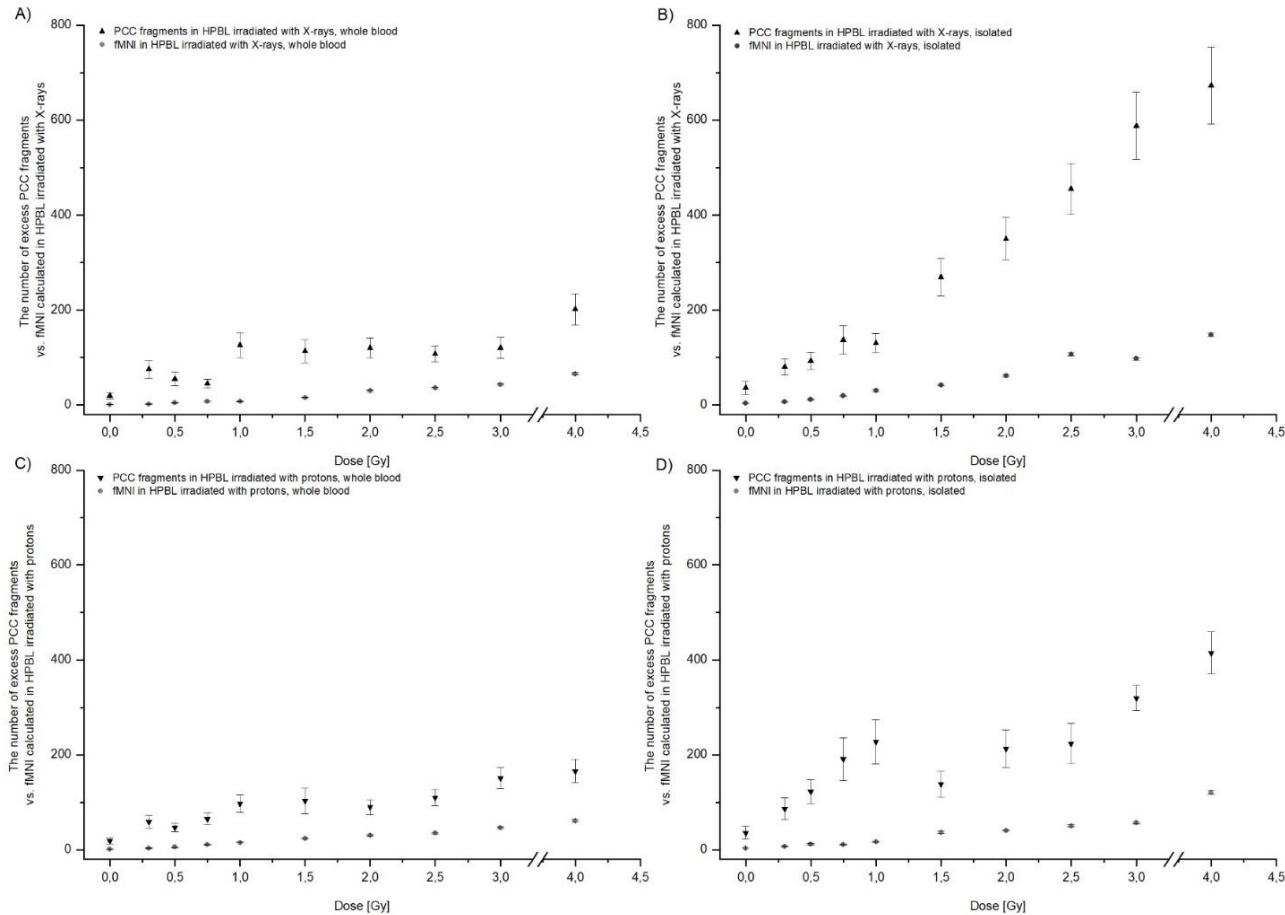 A)
800
▲ PCC fragments in HPBL irradiated with X-rays, whole blood
● fMNI in HPBL irradiated with X-rays, whole blood
The number of excess PCC fragments
vs. fMNI calculated in HPBL irradiated with X-rays
600
400
200
0
0,0 0,5 1,0 1,5 2,0 2,5 3,0 4,0 4,5
Dose [Gy]
B)
800
▲ PCC fragments in HPBL irradiated with X-rays, isolated
● fMNI in HPBL irradiated with X-rays, isolated
The number of excess PCC fragments
vs. fMNI calculated in HPBL irradiated with X-rays
600
400
200
0
0,0 0,5 1,0 1,5 2,0 2,5 3,0 4,0 4,5
Dose [Gy]
C)
800
▼ PCC fragments in HPBL irradiated with protons, whole blood
● fMNI in HPBL irradiated with protons, whole blood
The number of excess PCC fragments
vs. fMNI calculated in HPBL irradiated with protons
600
400
200
0
0,0 0,5 1,0 1,5 2,0 2,5 3,0 4,0 4,5
Dose [Gy]
D)
800
▼ PCC fragments in HPBL irradiated with protons, isolated
● fMNI in HPBL irradiated with protons, isolated
The number of excess PCC fragments
vs. fMNI calculated in HPBL irradiated with protons
600
400
200
0
0,0 0,5 1,0 1,5 2,0 2,5 3,0 4,0 4,5
Dose [Gy]